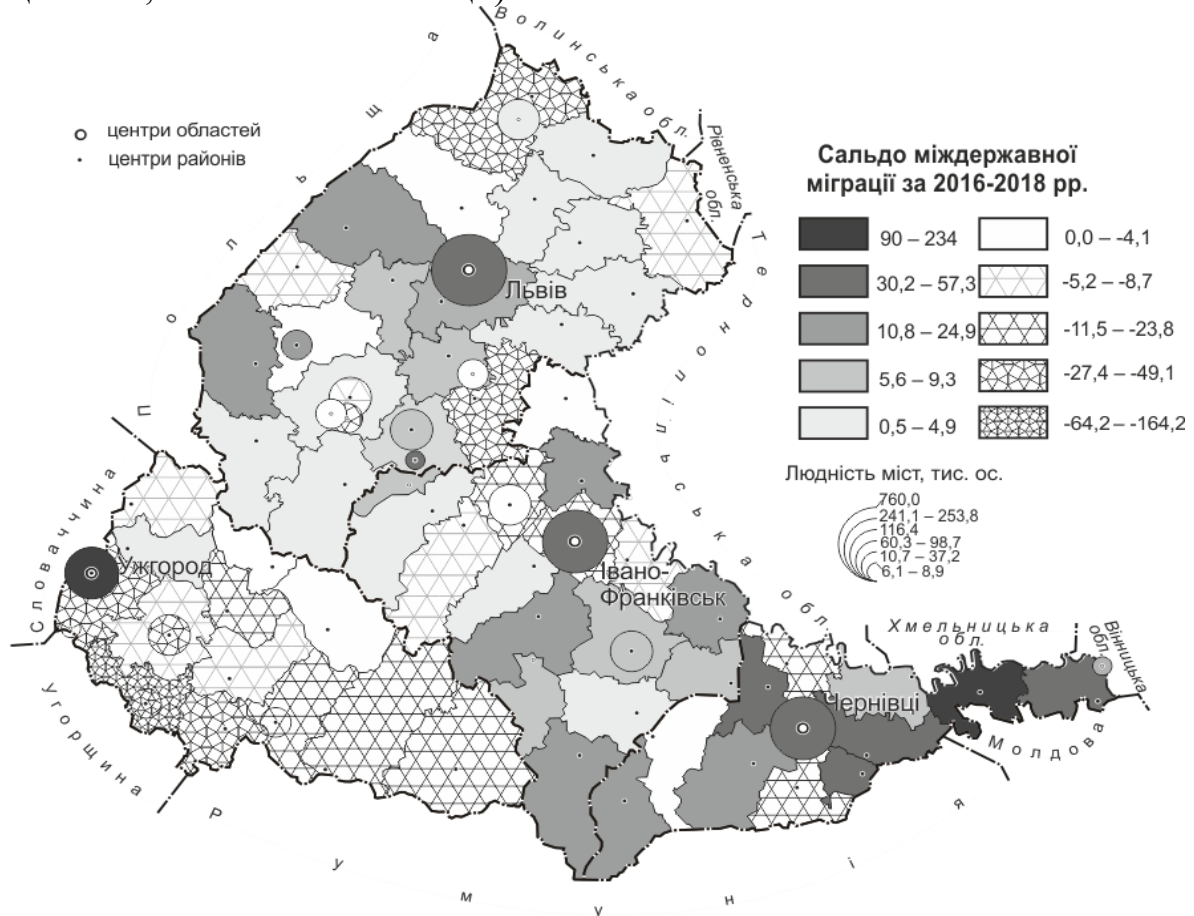 Волинська обл.
Рівненська
обл.
центри областей
центри районів
Польща
Тернопільська обл.
Сальдо міждержавної
міграції за 2016-2018 рр.
90 – 234
30,2 – 57,3
10,8 – 24,9
5,6 – 9,3
0,5 – 4,9
0,0 – -4,1
-5,2 – -8,7
-11,5 – -23,8
-27,4 – -49,1
-64,2 – -164,2
Людність міст, тис. ос.
760,0
241,1 – 253,8
116,4
60,3 – 98,7
10,7 – 37,2
6,1 – 8,9
Львів
Словаччина
Ужгород
Івано-
Франківськ
Хмельницька
обл.
Вінницька
обл.
Чернівці
Молдова
Угорщина
Румунія